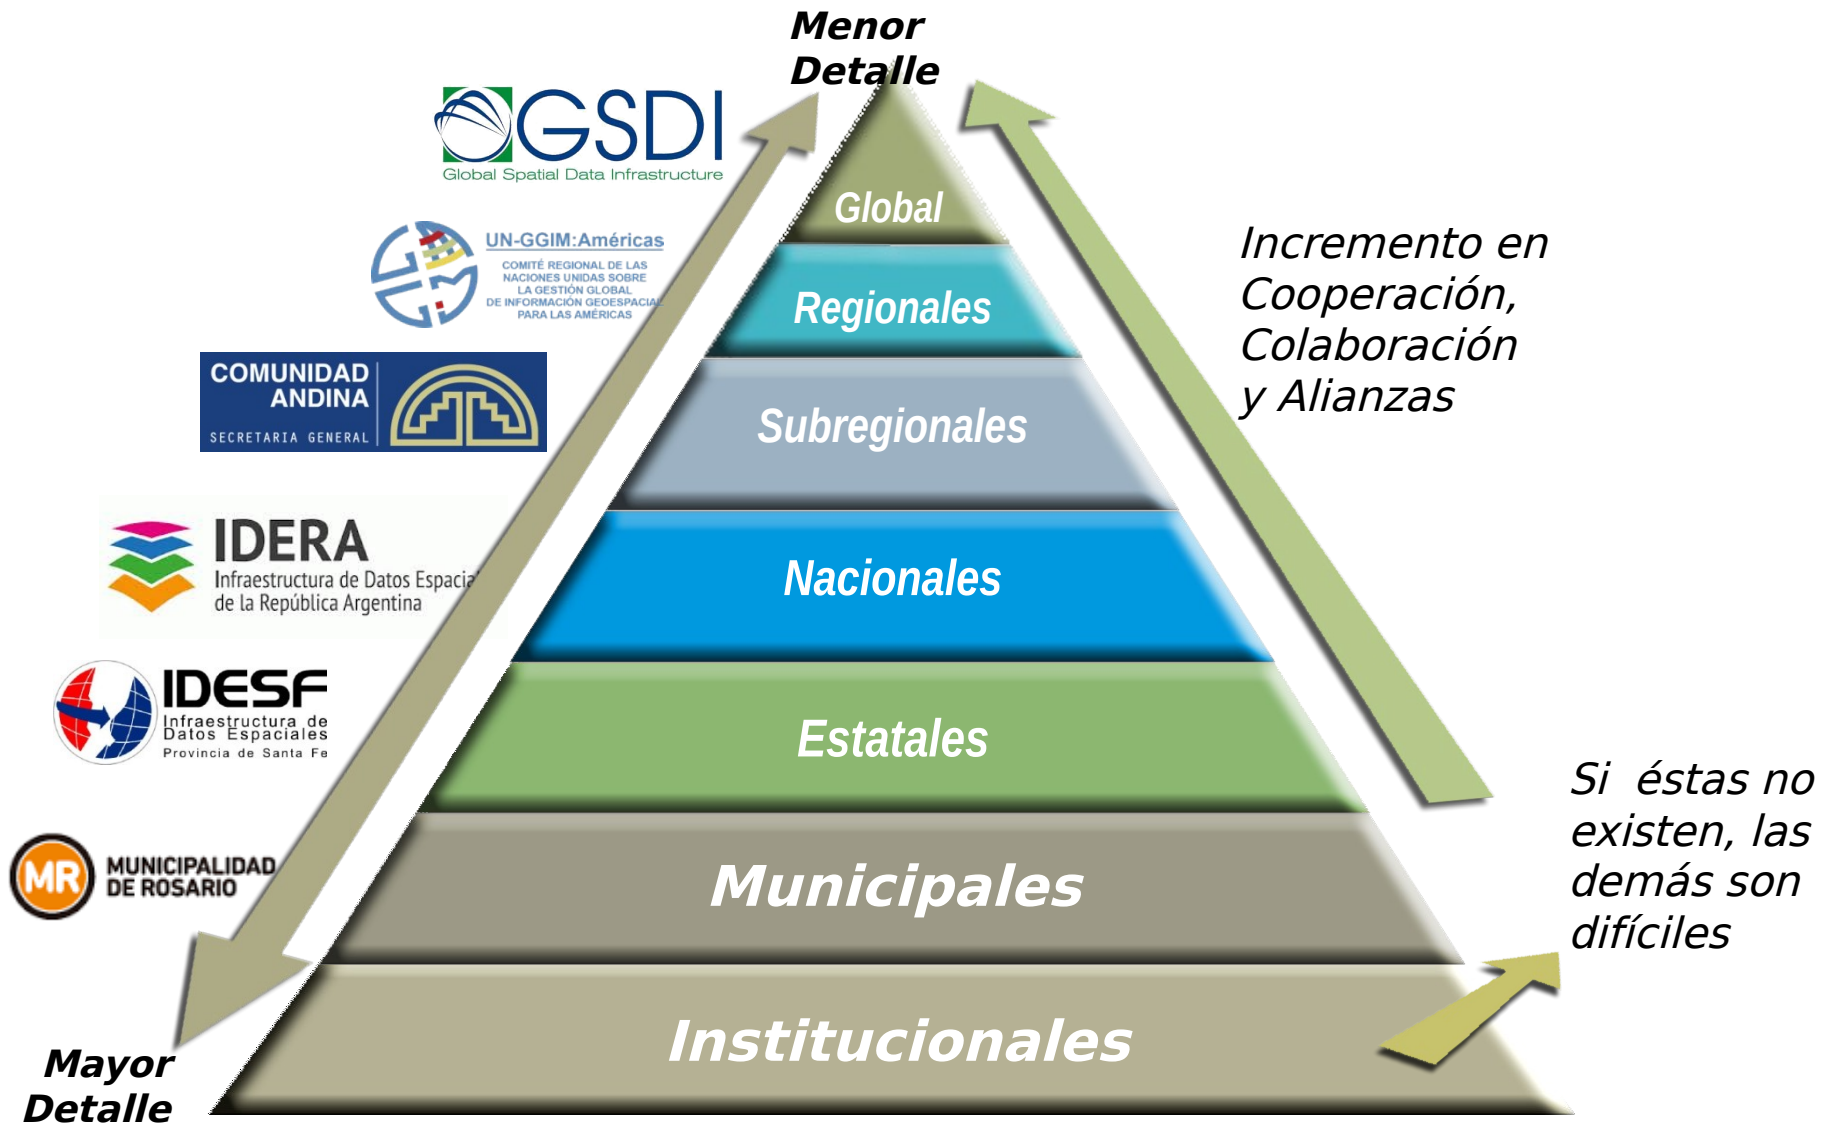 Menor
Detalle
GSDI
Global Spatial Data Infrastructure
Global
UN-GGIM:Américas
COMITÉ REGIONAL DE LAS
NACIONES UNIDAS SOBRE
LA GESTIÓN GLOBAL
DE INFORMACIÓN GEOESPACIAL
PARA LAS AMÉRICAS
Regionales
Incremento en
Cooperación,
Colaboración
y Alianzas
COMUNIDAD
ANDINA
SECRETARIA GENERAL
Subregionales
IDERA
Infraestructura de Datos Espacia
de la República Argentina
Nacionales
IDESF
Infraestructura de
Datos Espaciales
Provincia de Santa Fe
Estatales
Si éstas no
existen, las
demás son
difíciles
MR
MUNICIPALIDAD
DE ROSARIO
Municipales
Institucionales
Mayor
Detalle